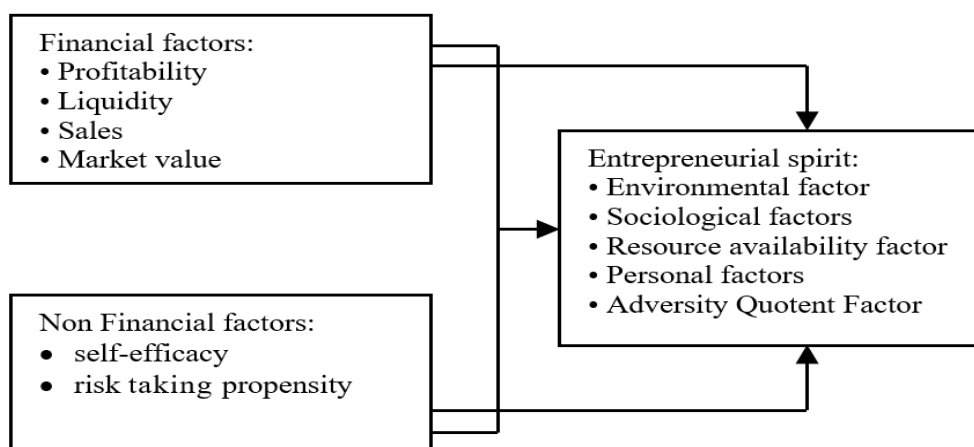 Financial factors:
• Profitability
• Liquidity
• Sales
• Market value
Entrepreneurial spirit:
• Environmental factor
• Sociological factors
• Resource availability factor
• Personal factors
• Adversity Quotent Factor
Non Financial factors:
• self-efficacy
• risk taking propensity